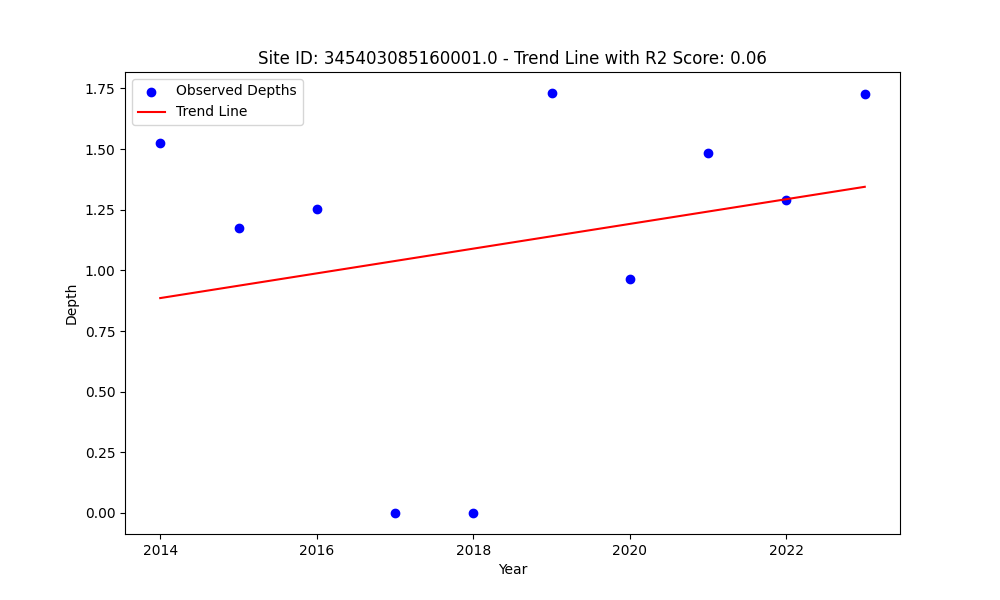 Site ID: 345403085160001.0 - Trend Line with R2 Score: 0.06
Observed Depths
Trend Line
1.75
1.50
1.25
1.00
0.75
0.50
0.25
0.00
Depth
2014
2016
2018
2020
2022
Year